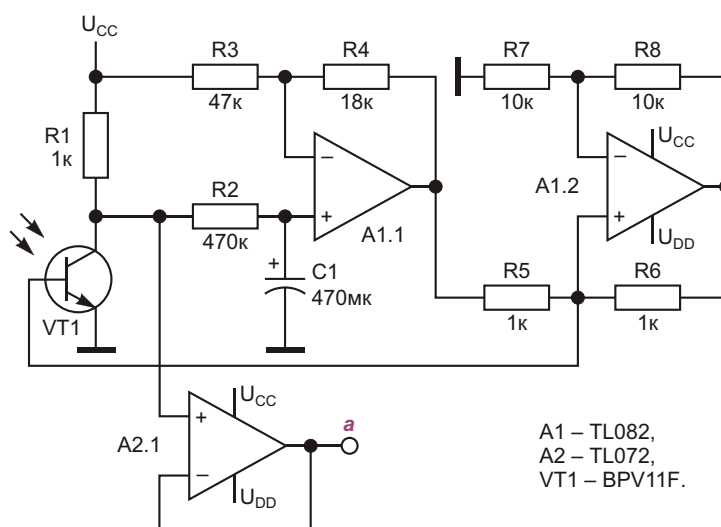 UCC
R3
R4
R7
R8
47к
18к
10к
10к
R1
1к
UCC
−
−
A1.2
R2
+
+
A1.1
470к
UDD
+
C1
470мк
R5
R6
1к
1к
VT1
UCC
a
+
A2.1
−
UDD
A1 – TL082,
A2 – TL072,
VT1 – BPV11F.